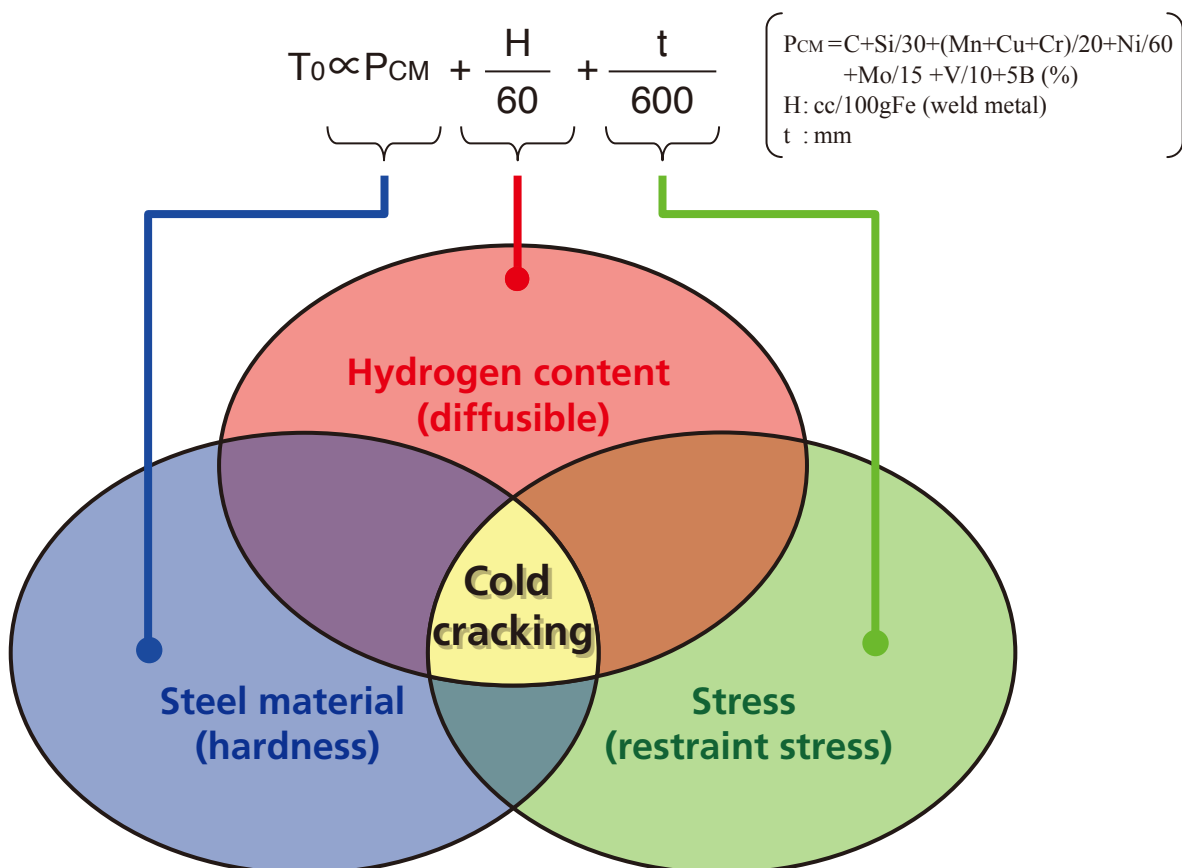 T0∝PCM + H/60 + t/600
PCM=C+Si/30+(Mn+Cu+Cr)/20+Ni/60
+Mo/15 +V/10+5B (%)
H: cc/100gFe (weld metal)
t : mm
Hydrogen content
(diffusible)
Cold
cracking
Steel material
(hardness)
Stress
(restraint stress)